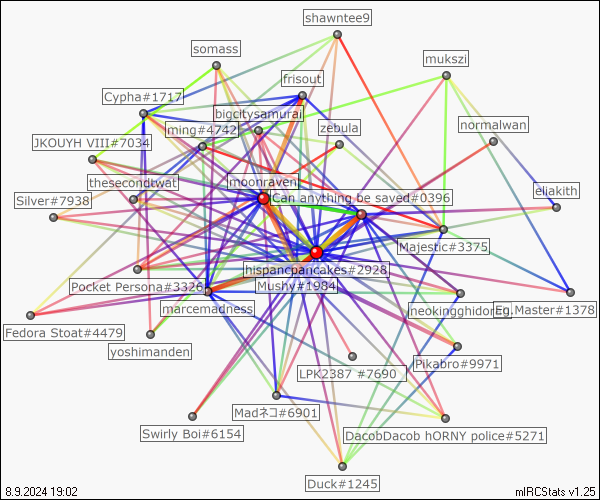 shawntee9
somass
mukszi
frisout
Cypha#1717
bigcitysamurai
normalwan
ming#4742
zebula
JKOUYH VIII#7034
moonraven
thesecondtwat
eliakith
Silver#7938
Can anything be saved#0396
Majestic#3375
hispancpancakes#2928
Pocket Persona#3326
Mushy#1984
marcemadness
Eg.Master#1378
Fedora Stoat#4479
yoshimanden
Pikabro#9971
LPK2387 #7690
Madネコ#6901
Swirly Boi#6154
DacobDacob hORNY police#5271
Duck#1245
8.9.2024 19:02
mIRCStats v1.25